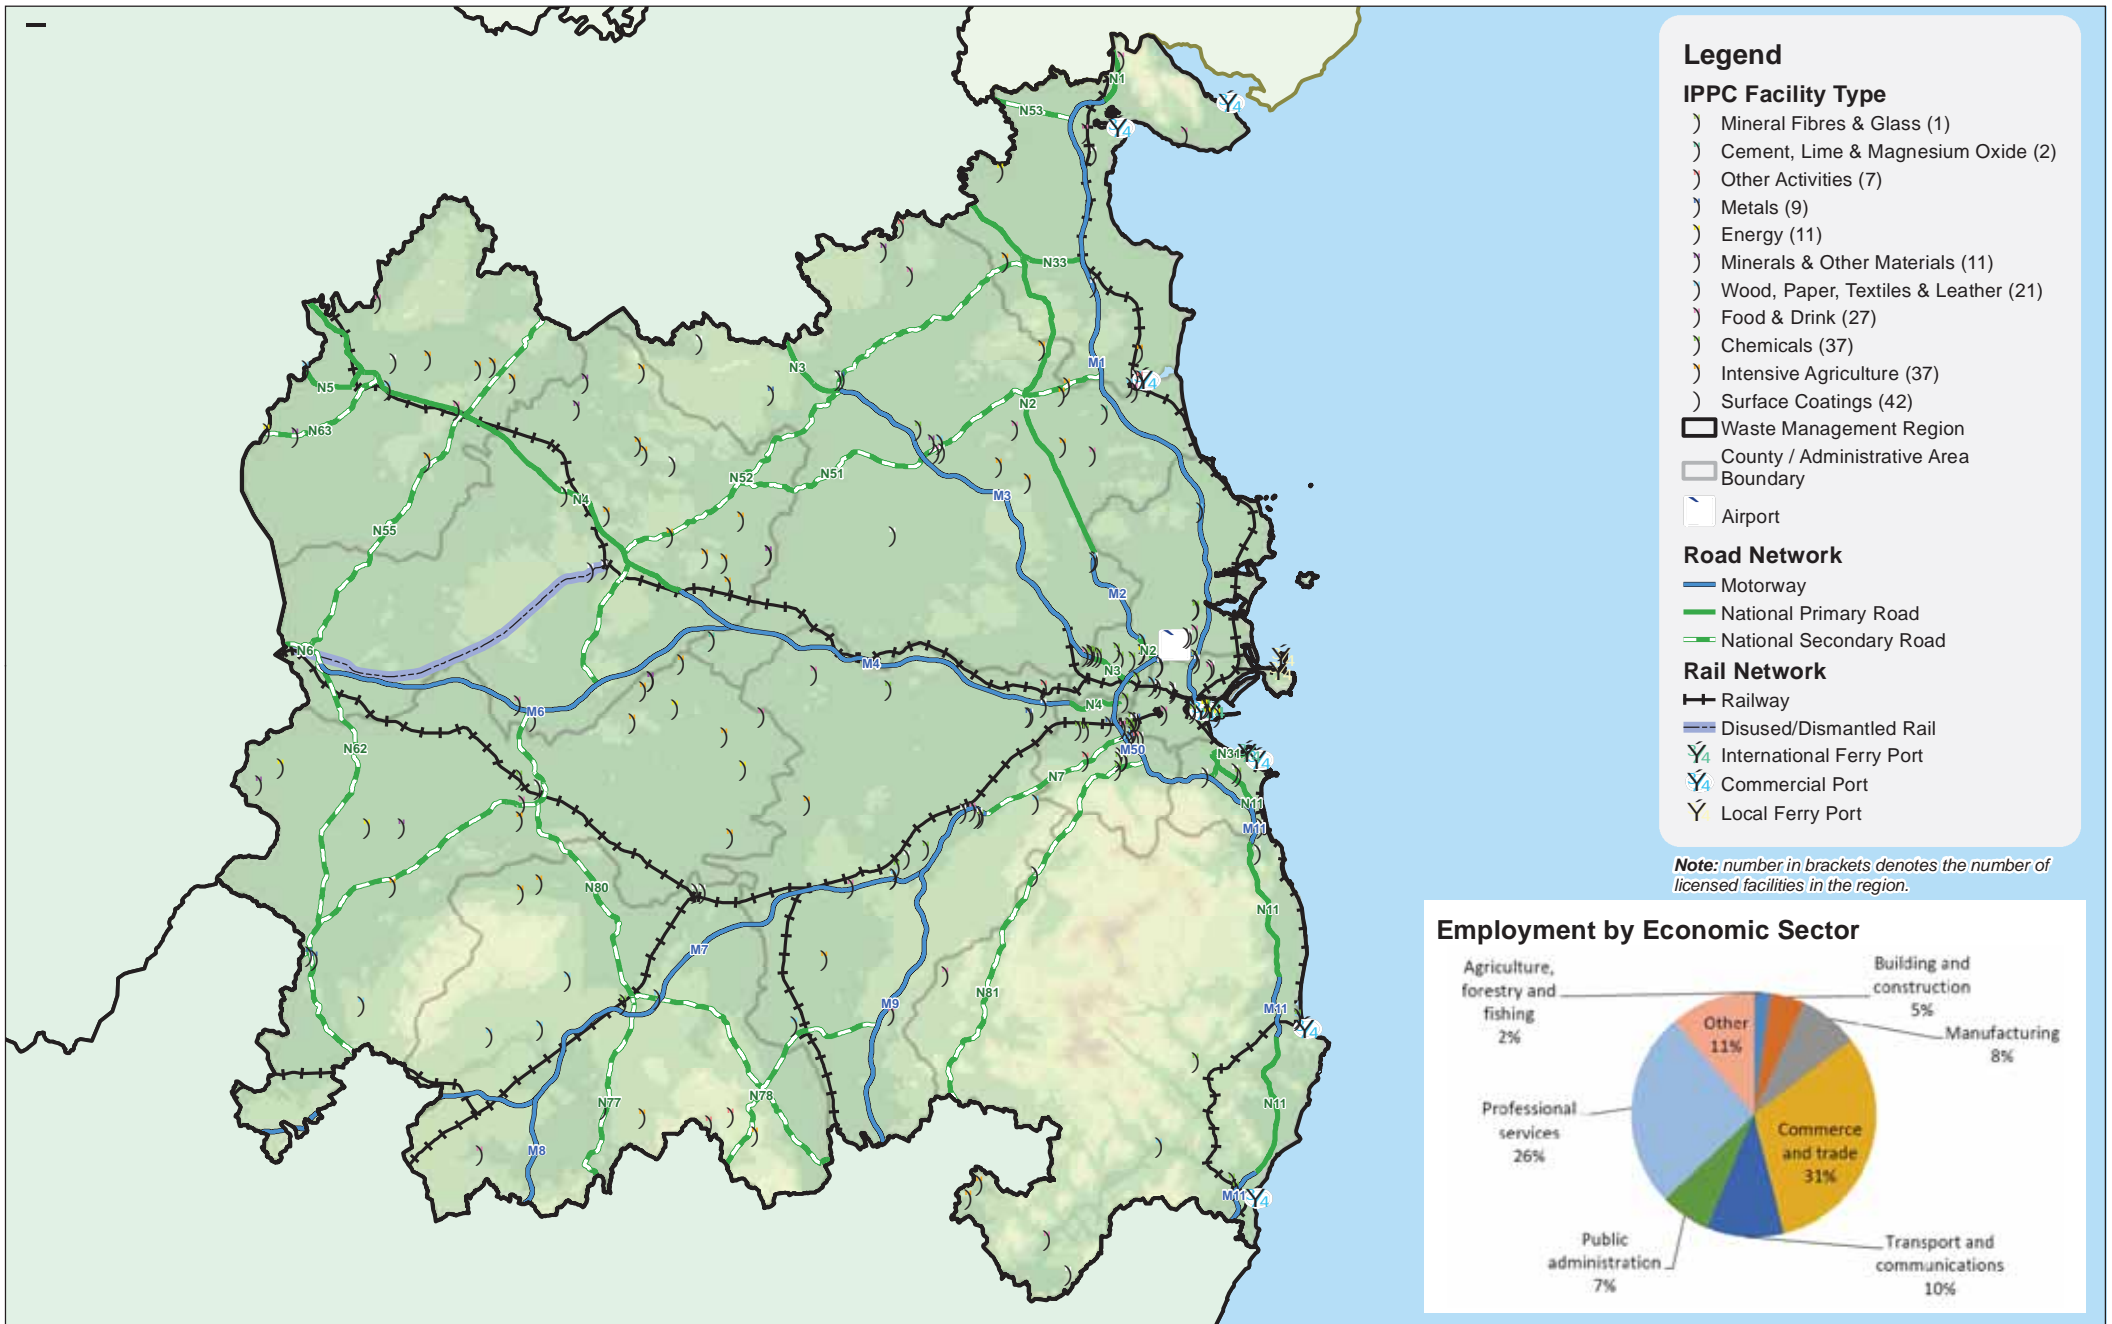 N1
N53
N33
N3
M1
N5
N2
N63
N52
N51
M3
N4
N55
M2
N6
N2
M4
N3
M6
N4
N62
M50
N31
N7
N11
M11
N80
N11
M7
N81
M9
M11
N78
N77
N11
M8
M11
Legend
IPPC Facility Type
Mineral Fibres & Glass (1)
Cement, Lime & Magnesium Oxide (2)
Other Activities (7)
Metals (9)
Energy (11)
Minerals & Other Materials (11)
Wood, Paper, Textiles & Leather (21)
Food & Drink (27)
Chemicals (37)
Intensive Agriculture (37)
Surface Coatings (42)
Waste Management Region
County / Administrative Area
Boundary
Airport
Road Network
Motorway
National Primary Road
National Secondary Road
Rail Network
Railway
Disused/Dismantled Rail
International Ferry Port
Commercial Port
Local Ferry Port
Note: number in brackets denotes the number of
licensed facilities in the region.
Employment by Economic Sector
Agriculture,
forestry and
fishing
2%
Building and
construction
5%
Manufacturing
8%
Other
11%
Professional
services
26%
Commerce
and trade
31%
Public
administration
7%
Transport and
communications
10%